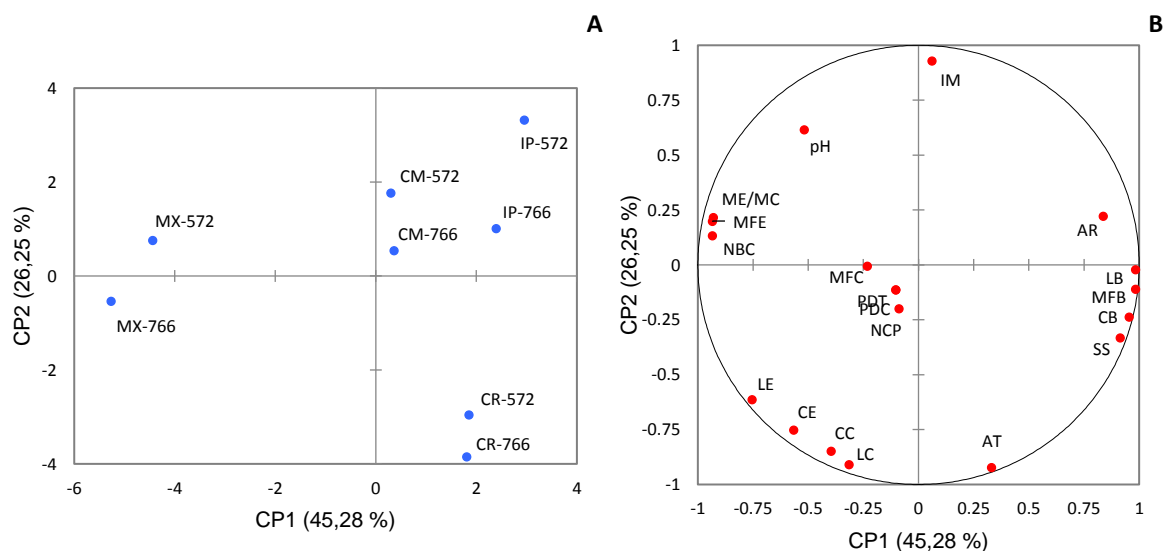 A
4
2
0
-2
-4
-6
-4
-2
0
2
4
CP2 (26,25 %)
CP1 (45,28 %)
IP-572
CM-572
IP-766
MX-572
CM-766
MX-766
CR-572
CR-766
B
1
0.75
0.5
0.25
0
-0.25
-0.5
-0.75
-1
-1
-0.75
-0.5
-0.25
0
0.25
0.5
0.75
1
CP2 (26,25 %)
CP1 (45,28 %)
IM
pH
ME/MC
MFE
AR
NBC
MFC
LB
MFB
PDT
PDC
CB
NCP
SS
LE
CE
CC
LC
AT